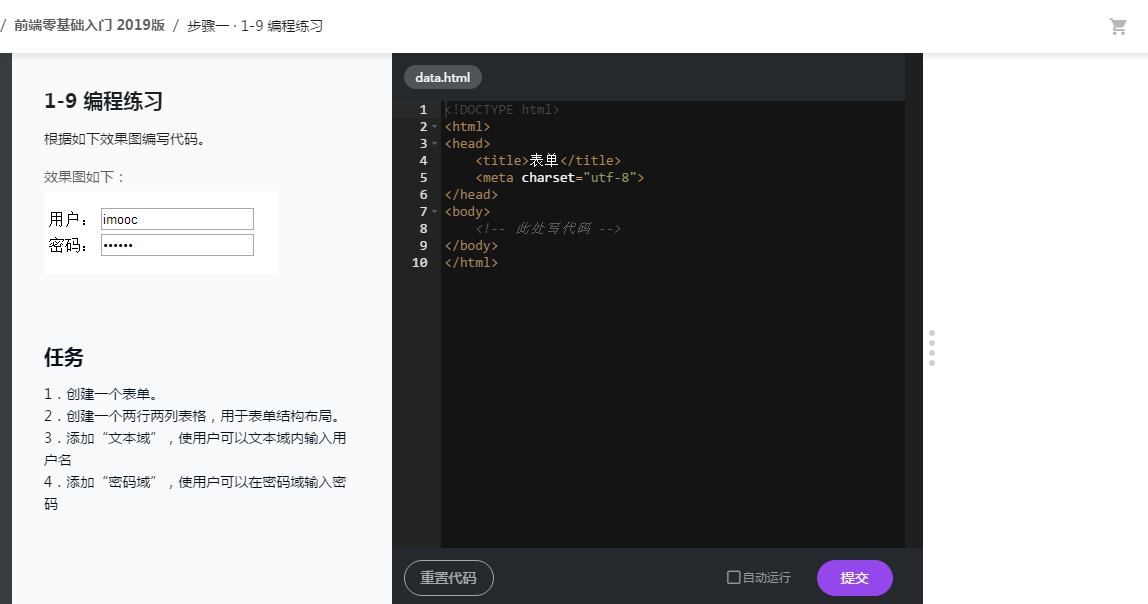 / 前端零基础入门 2019版 / 步骤一 · 1-9 编程练习
1-9 编程练习
根据如下效果图编写代码。
效果图如下：
用户： imooc
密码： ••••••
任务
1．创建一个表单。
2．创建一个两行两列表格，用于表单结构布局。
3．添加“文本域”，使用户可以文本域内输入用
户名
4．添加“密码域”，使用户可以在密码域输入密
码
data.html
1 <!DOCTYPE html>
2 <html>
3 <head>
4 <title>表单</title>
5 <meta charset="utf-8">
6 </head>
7 <body>
8 <!-- 此处写代码 -->
9 </body>
10 </html>
重置代码
自动运行
提交